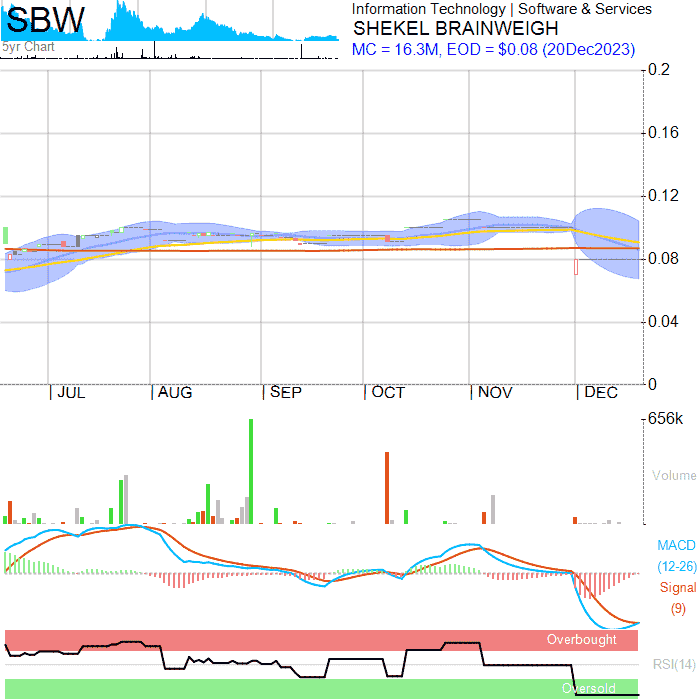 SBW
5yr Chart
Information Technology | Software & Services
SHEKEL BRAINWEIGH
MC = 16.3M, EOD = $0.08 (20Dec2023)
0.2
0.16
0.12
0.08
0.04
0
JUL AUG SEP OCT NOV DEC
656k
Volume
MACD
(12-26)
Signal
(9)
Overbought
RSI(14)
Oversold